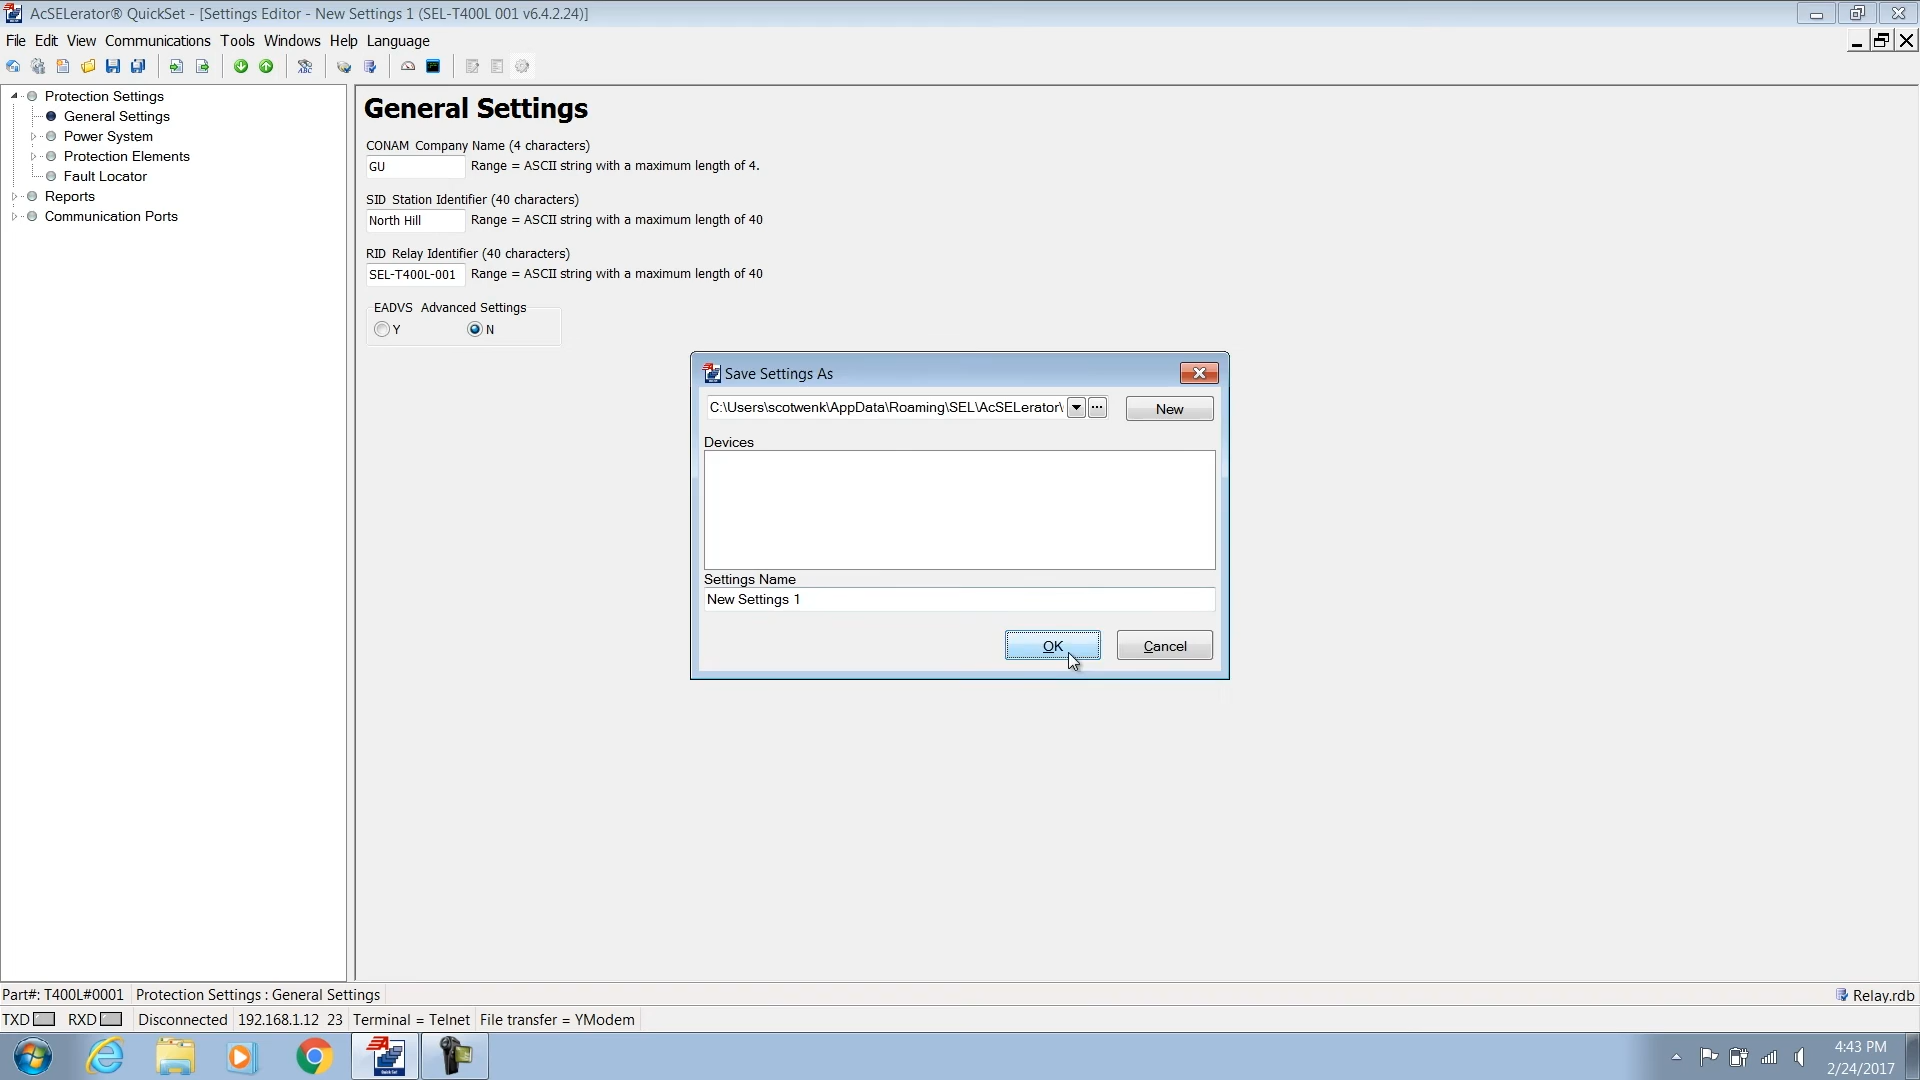 AcSELerator® QuickSet - [Settings Editor - New Settings 1 (SEL-T400L 001 v6.4.2.24)]
File Edit View Communications Tools Windows Help Language
Protection Settings
General Settings
Power System
Protection Elements
Fault Locator
Reports
Communication Ports
General Settings
CONAM Company Name (4 characters)
GU Range = ASCII string with a maximum length of 4.
SID Station Identifier (40 characters)
North Hill Range = ASCII string with a maximum length of 40
RID Relay Identifier (40 characters)
SEL-T400L-001 Range = ASCII string with a maximum length of 40
EADVS Advanced Settings
Y N
Save Settings As
C:\Users\scotwenk\AppData\Roaming\SEL\AcSELerator\ ... New
Devices
Settings Name
New Settings 1
OK Cancel
Part#: T400L#0001 Protection Settings : General Settings Relay.rdb
TXD RXD Disconnected 192.168.1.12 23 Terminal = Telnet File transfer = YModem
4:43 PM
2/24/2017